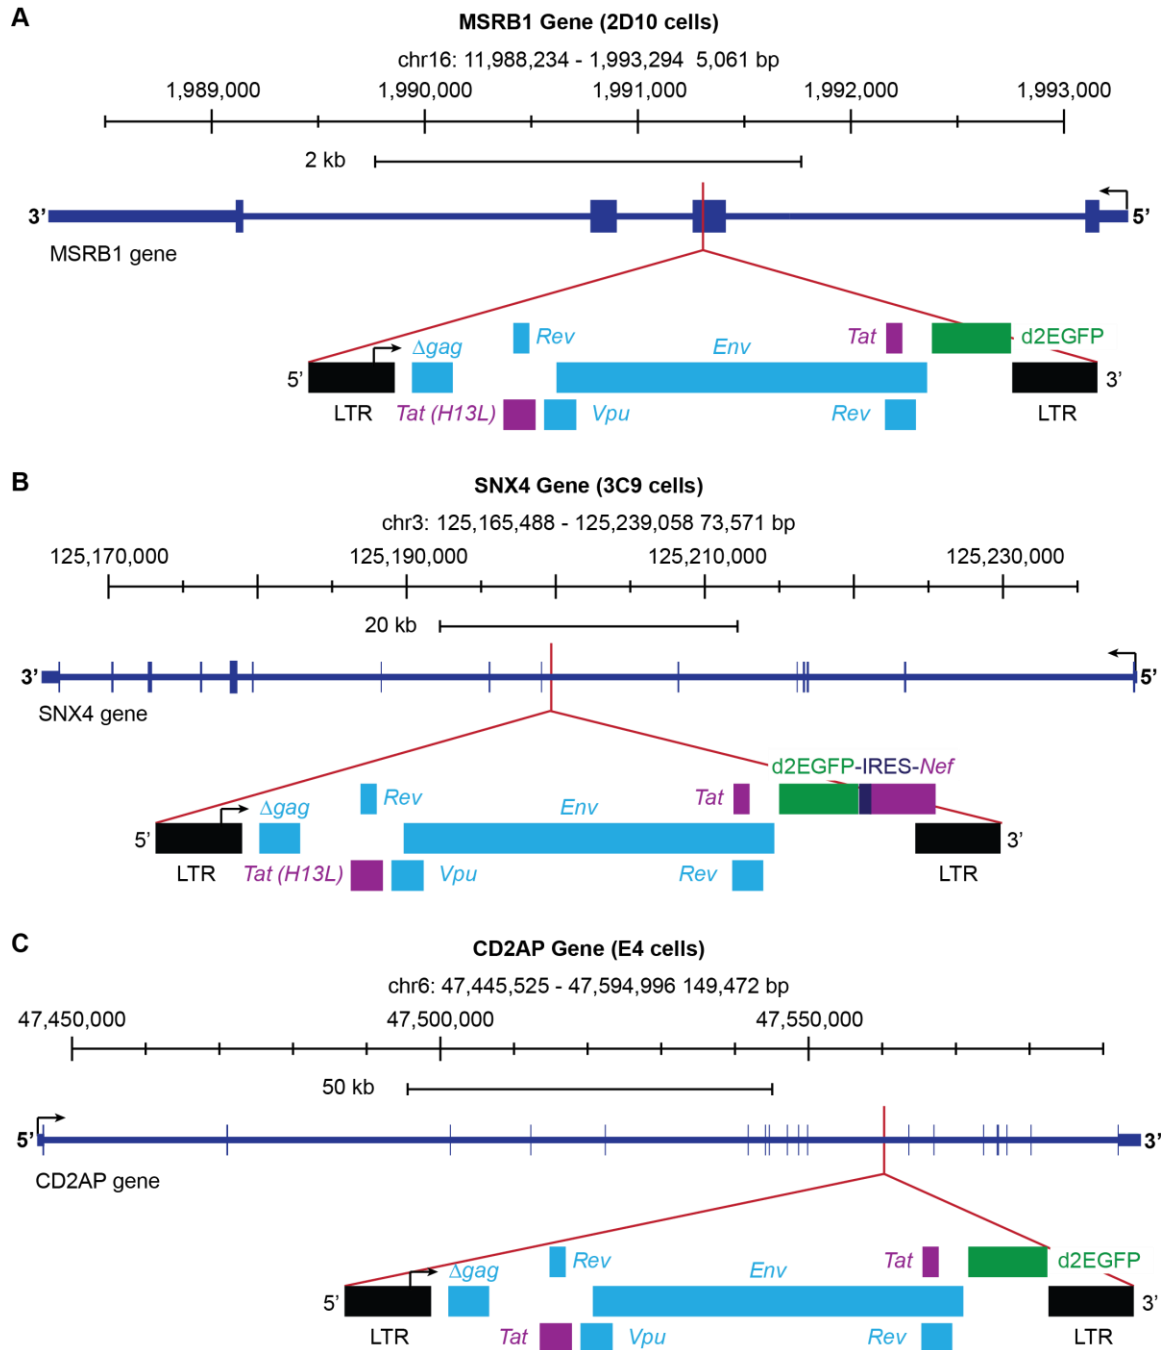 A
MSRB1 Gene (2D10 cells)
chr16: 11,988,234 - 1,993,294 5,061 bp
1,989,000 1,990,000 1,991,000 1,992,000 1,993,000
2 kb
3’ 5’
MSRB1 gene
Rev Tat d2EGFP
Δgag Env
5’ 3’
LTR Tat (H13L) Vpu Rev LTR
B
SNX4 Gene (3C9 cells)
chr3: 125,165,488 - 125,239,058 73,571 bp
125,170,000 125,190,000 125,210,000 125,230,000
20 kb
3’ 5’
SNX4 gene
d2EGFP-IRES-Nef
Rev Tat
Δgag Env
5’ 3’
LTR Tat (H13L) Vpu Rev LTR
C
CD2AP Gene (E4 cells)
chr6: 47,445,525 - 47,594,996 149,472 bp
47,450,000 47,500,000 47,550,000
50 kb
5’ 3’
CD2AP gene
Rev Tat d2EGFP
Δgag Env
5’ 3’
LTR Tat Vpu Rev LTR